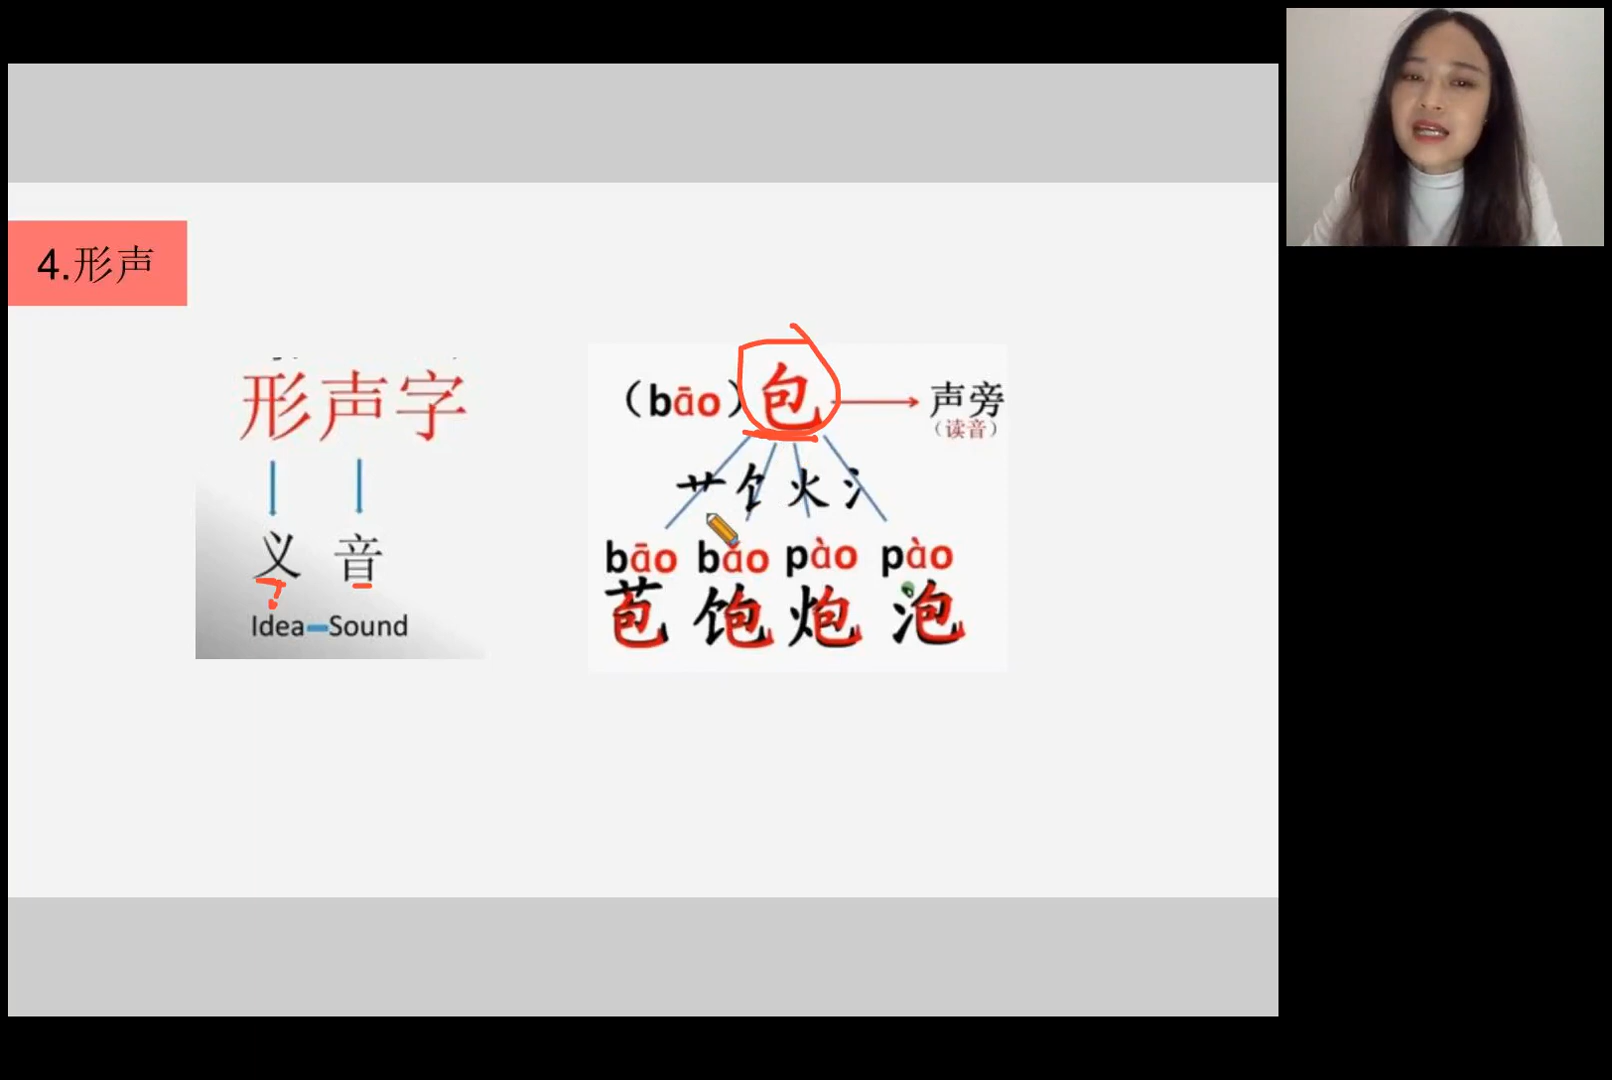 4.形声
形声字
义 音
Idea-Sound
(bāo) 包 声旁
(读音)
艹 饣 火 氵
bāo bǎo pào pào
苞 饱 炮 泡